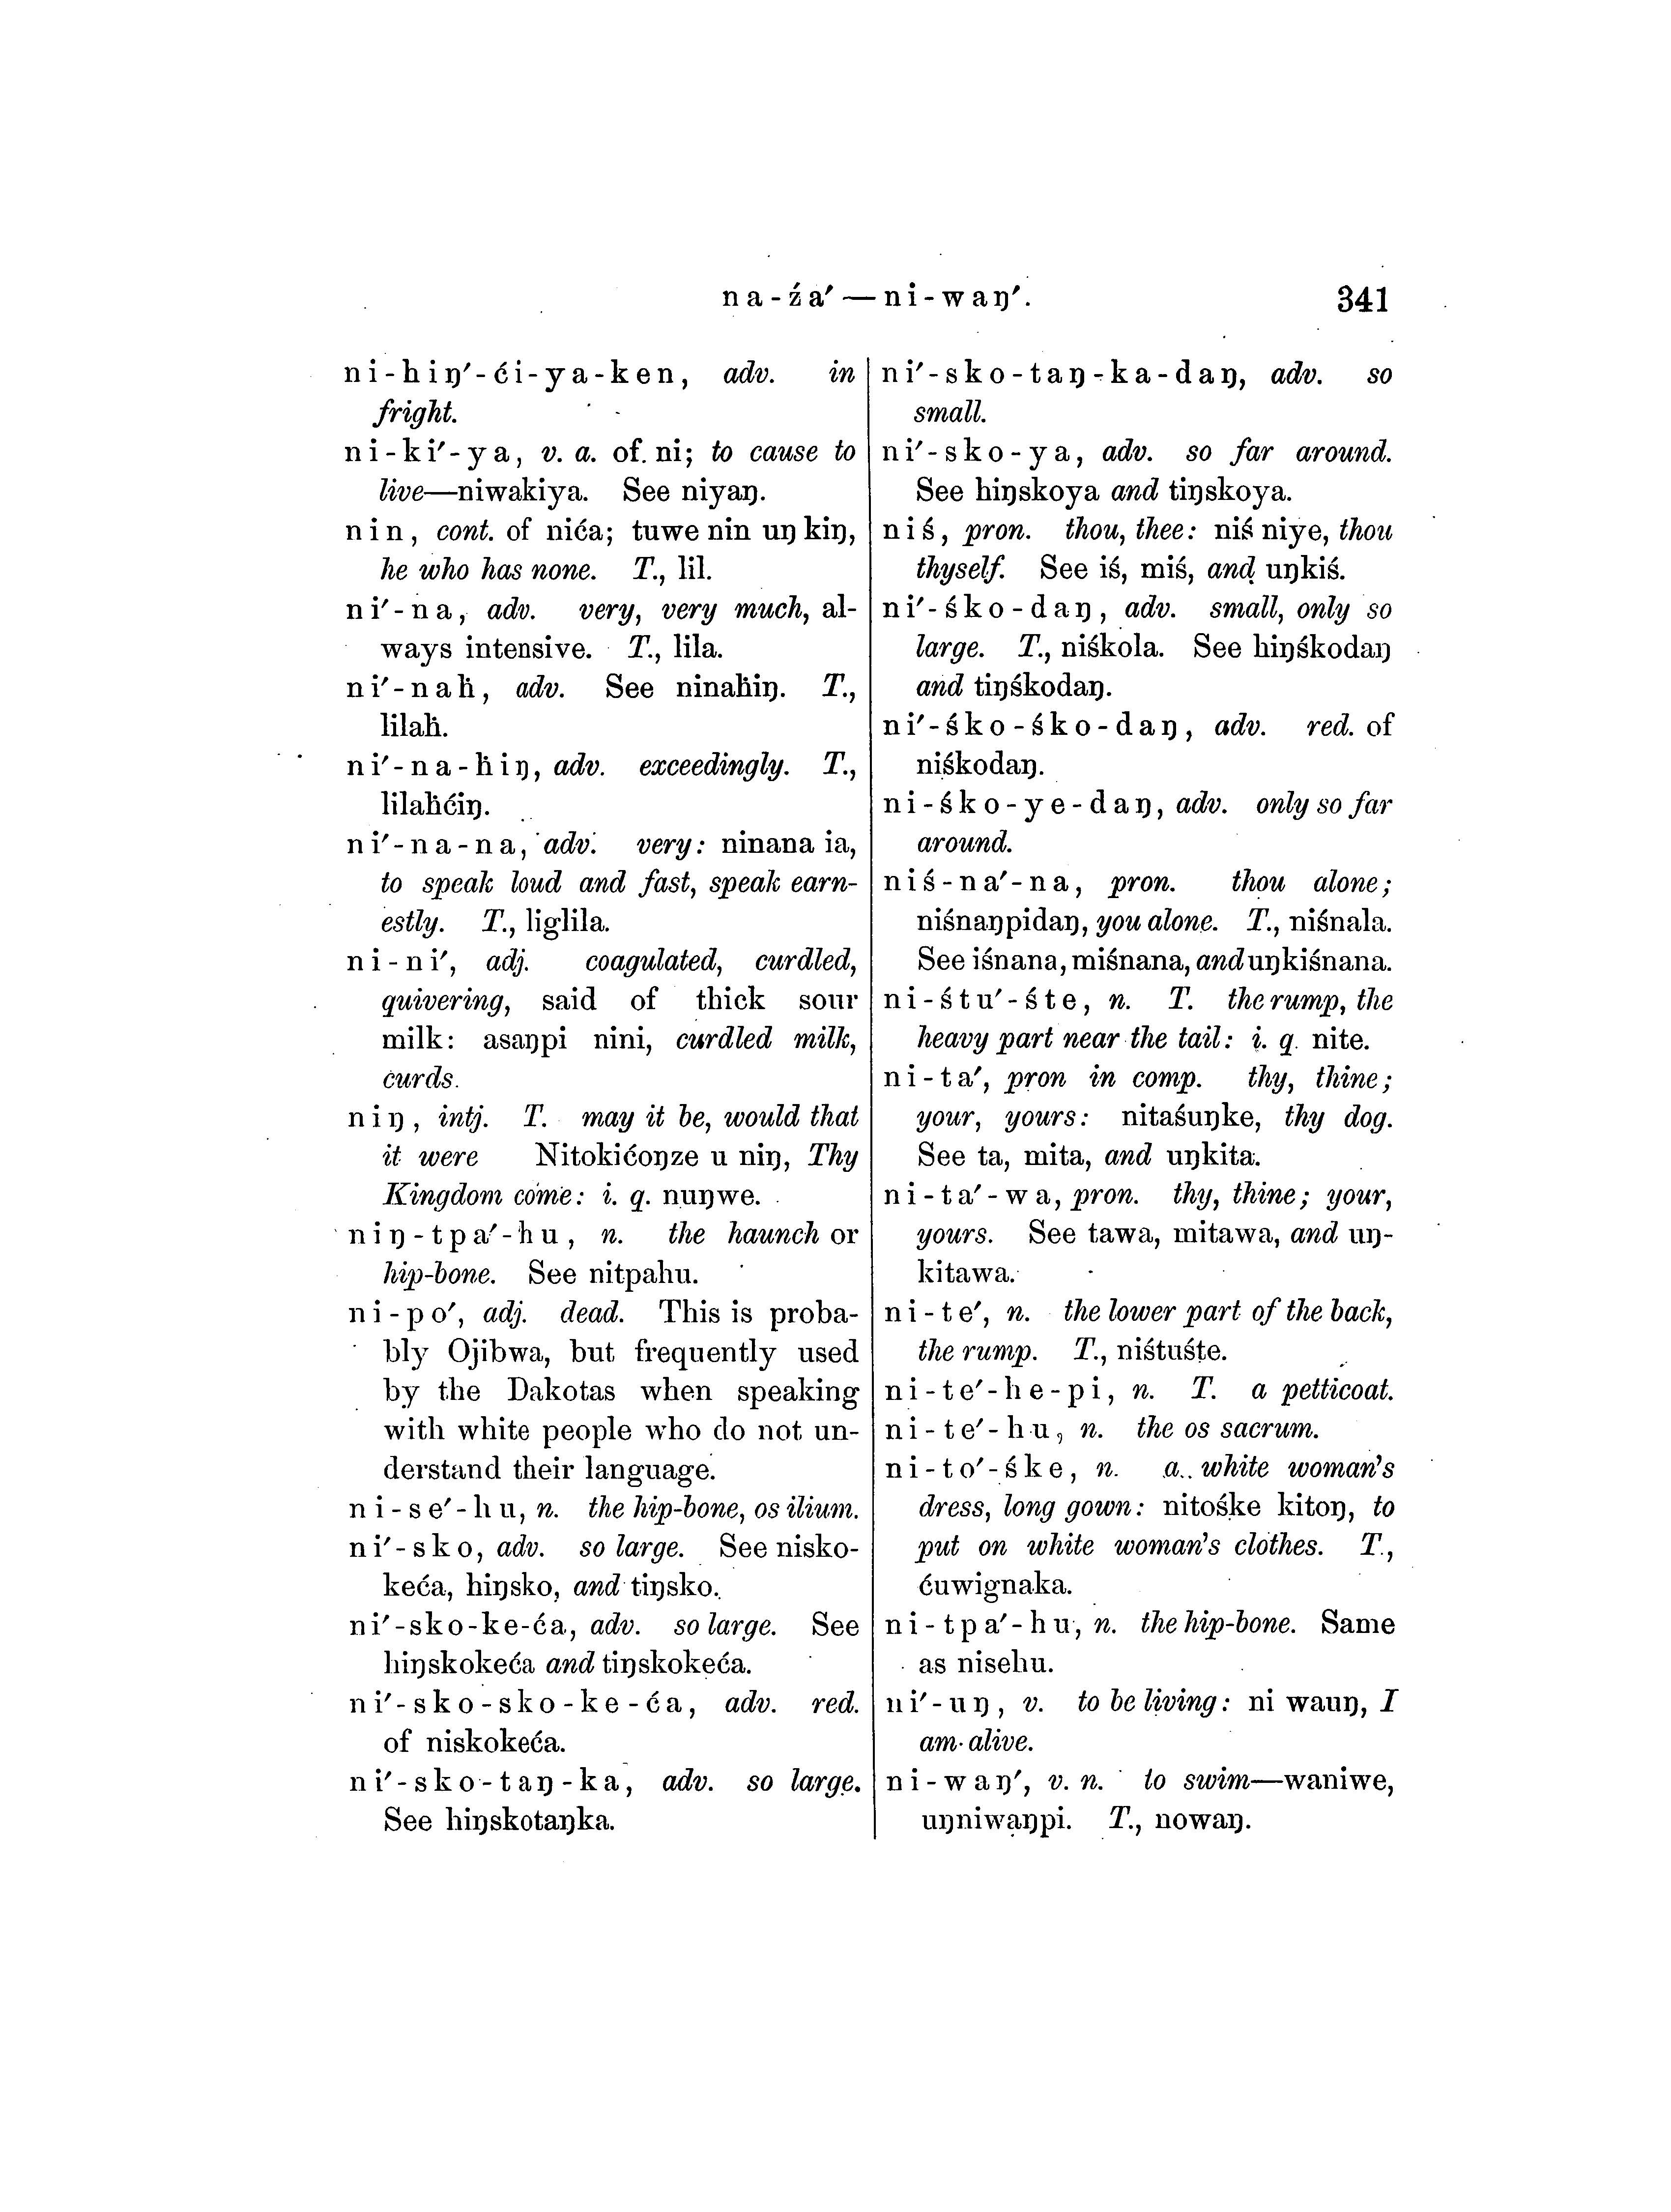 na-źa′—ni-waŋ′.
341
ni-hiŋ′-ći-ya-ken, adv. in
fright.
ni-ki′-ya, v. a. of ni; to cause to
live—niwakiya. See niyaŋ.
nin, cont. of nića; tuwe nin uŋ kiŋ,
he who has none. T., lil.
ni′-na, adv. very, very much, al-
ways intensive. T., lila.
ni′-naḣ, adv. See ninaḣiŋ. T.,
lilaḣ.
ni′-na-ḣiŋ, adv. exceedingly. T.,
lilaḣćiŋ.
ni′-na-na, adv. very: ninana ia,
to speak loud and fast, speak earn-
estly. T., liglila.
ni-ni′, adj. coagulated, curdled,
quivering, said of thick sour
milk: asaŋpi nini, curdled milk,
curds.
niŋ, intj. T. may it be, would that
it were Nitokićoŋze u niŋ, Thy
Kingdom come: i. q. nuŋwe.
niŋ-tpa′-hu, n. the haunch or
hip-bone. See nitpahu.
ni-po′, adj. dead. This is proba-
bly Ojibwa, but frequently used
by the Dakotas when speaking
with white people who do not un-
derstand their language.
ni-se′-hu, n. the hip-bone, os ilium.
ni′-sko, adv. so large. See nisko-
keća, hiŋsko, and tiŋsko.
ni′-sko-ke-ća, adv. so large. See
hiŋskokeća and tiŋskokeća.
ni′-sko-sko-ke-ća, adv. red.
of niskokeća.
ni′-sko-taŋ-ka, adv. so large.
See hiŋskotaŋka.
ni′-sko-taŋ-ka-daŋ, adv. so
small.
ni′-sko-ya, adv. so far around.
See hiŋskoya and tiŋskoya.
niś, pron. thou, thee: niś niye, thou
thyself. See iś, miś, and uŋkiś.
ni′-śko-daŋ, adv. small, only so
large. T., niśkola. See hiŋśkodaŋ
and tiŋśkodaŋ.
ni′-śko-śko-daŋ, adv. red. of
niśkodaŋ.
ni-śko-ye-daŋ, adv. only so far
around.
niś-na′-na, pron. thou alone;
niśnaŋpidaŋ, you alone. T., niśnala.
See iśnana, miśnana, and uŋkiśnana.
ni-śtu′-śte, n. T. the rump, the
heavy part near the tail: i. q. nite.
ni-ta′, pron in comp. thy, thine;
your, yours: nitaśuŋke, thy dog.
See ta, mita, and uŋkita.
ni-ta′-wa, pron. thy, thine; your,
yours. See tawa, mitawa, and uŋ-
kitawa.
ni-te′, n. the lower part of the back,
the rump. T., niśtuśte.
ni-te′-he-pi, n. T. a petticoat.
ni-te′-hu, n. the os sacrum.
ni-to′-śke, n. a white woman's
dress, long gown: nitośke kitoŋ, to
put on white woman's clothes. T.,
ćuwignaka.
ni-tpa′-hu, n. the hip-bone. Same
as nisehu.
ni′-uŋ, v. to be living: ni wauŋ, I
am alive.
ni-waŋ′, v. n. to swim—waniwe,
uŋniwaŋpi. T., nowaŋ.